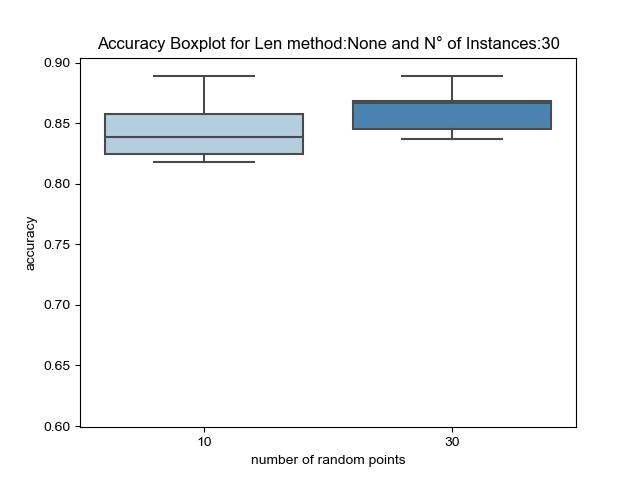 Accuracy Boxplot for Len method:None and N° of Instances:30
0.90
0.85
0.80
0.75
0.70
0.65
0.60
accuracy
10 30
number of random points